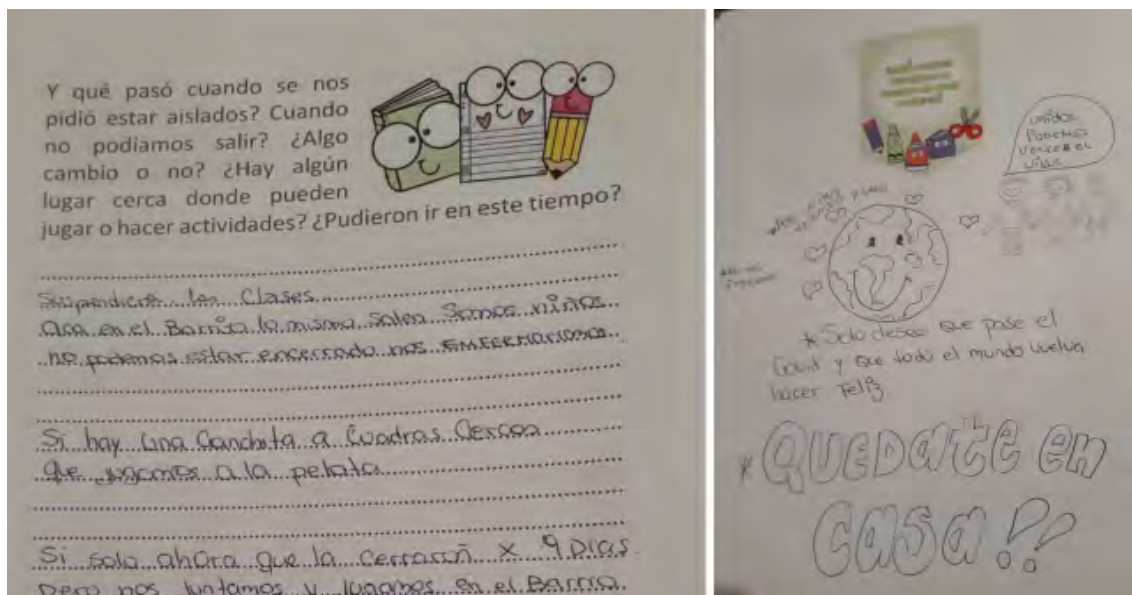 Y qué pasó cuando se nos
pidió estar aislados? Cuando
no podíamos salir? ¿Algo
cambio o no? ¿Hay algún
lugar cerca donde pueden
jugar o hacer actividades? ¿Pudieron ir en este tiempo?
las Clases
Aca en el Barrio lo mismo salen Somos niños
no podemos estar encerrado nos
Si hay una Canchita a Cuadras Cercas
que jugamos a la pelota
Si solo ahora que la Cerraron X 9 Dias
Pero nos juntamos y jugamos en el Barrio.
unidos
Podemos
Vencer el
Virus
* Solo deseo que pase el
Covid y que todo el mundo vuelva
hacer Feliz
* QUEDATE EN
CASA!!